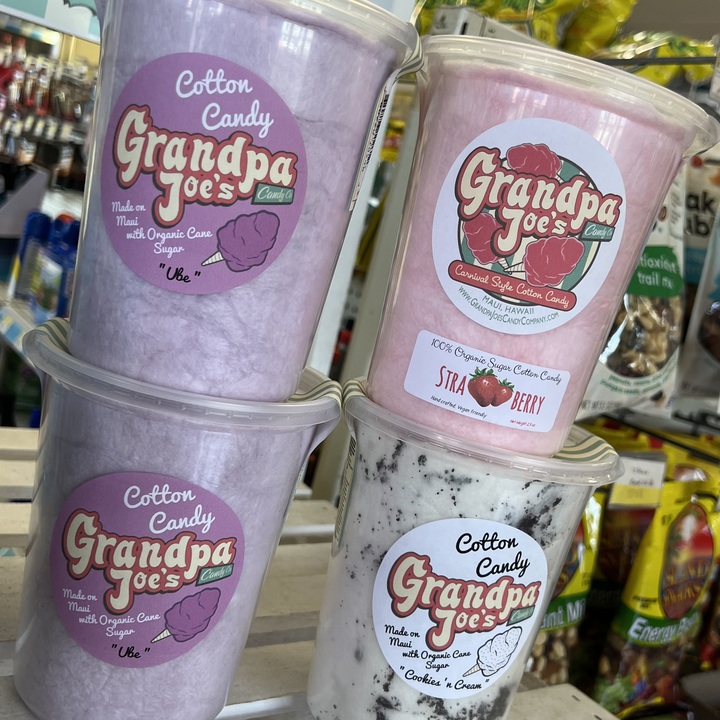 Cotton
Candy
Grandpa
Joe's
Candy Co
Made on
Maui
with Organic Cane
Sugar
"Ube"
Grandpa
Joe's
Candy Co
Carnival Style Cotton Candy
MAUI, HAWAII
www.GrandpaJoesCandyCompany.com
100% Organic Sugar Cotton Candy
STRA BERRY
Handcrafted, Vegan Friendly
Cotton
Candy
Grandpa
Joe's
Candy Co
Made on
Maui
with Organic Cane
Sugar
"Ube"
Cotton
Candy
Grandpa
Joe's
Made on
Maui
with Organic Cane
Sugar
"Cookies 'n Cream"
trail mix
Energy